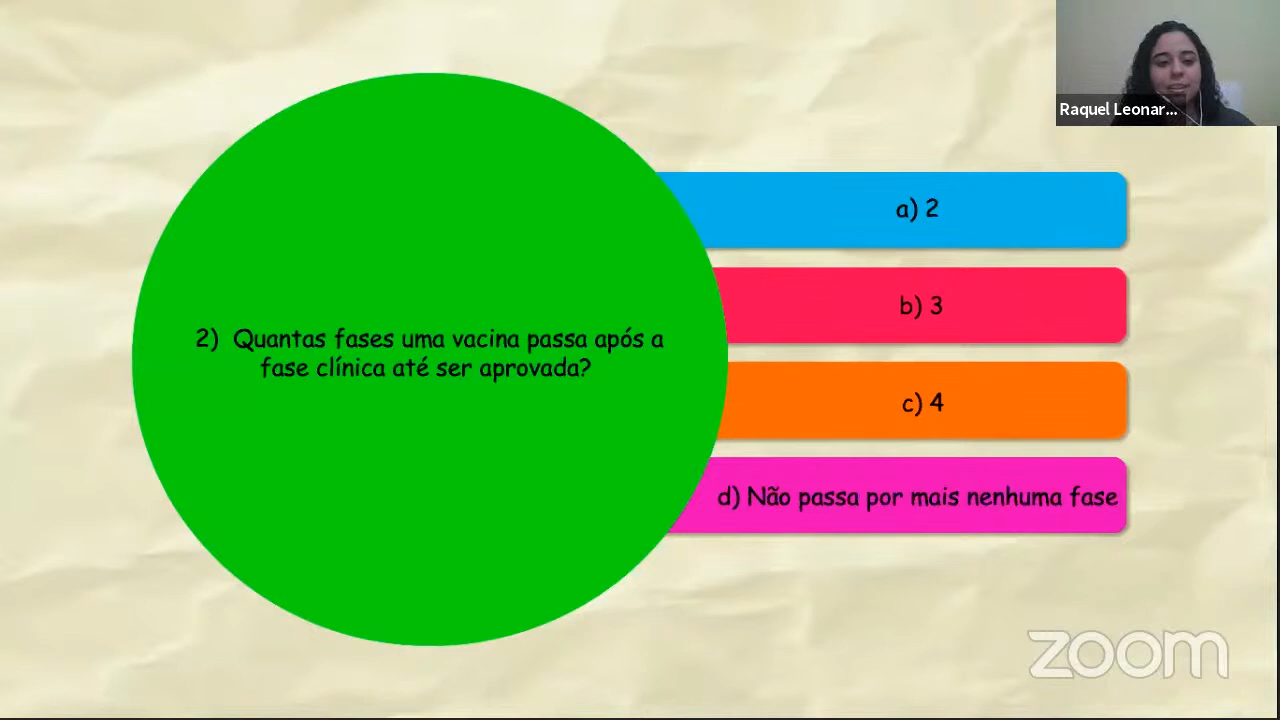 Raquel Leonar...
a) 2
b) 3
2) Quantas fases uma vacina passa após a
fase clínica até ser aprovada?
c) 4
d) Não passa por mais nenhuma fase
zoom